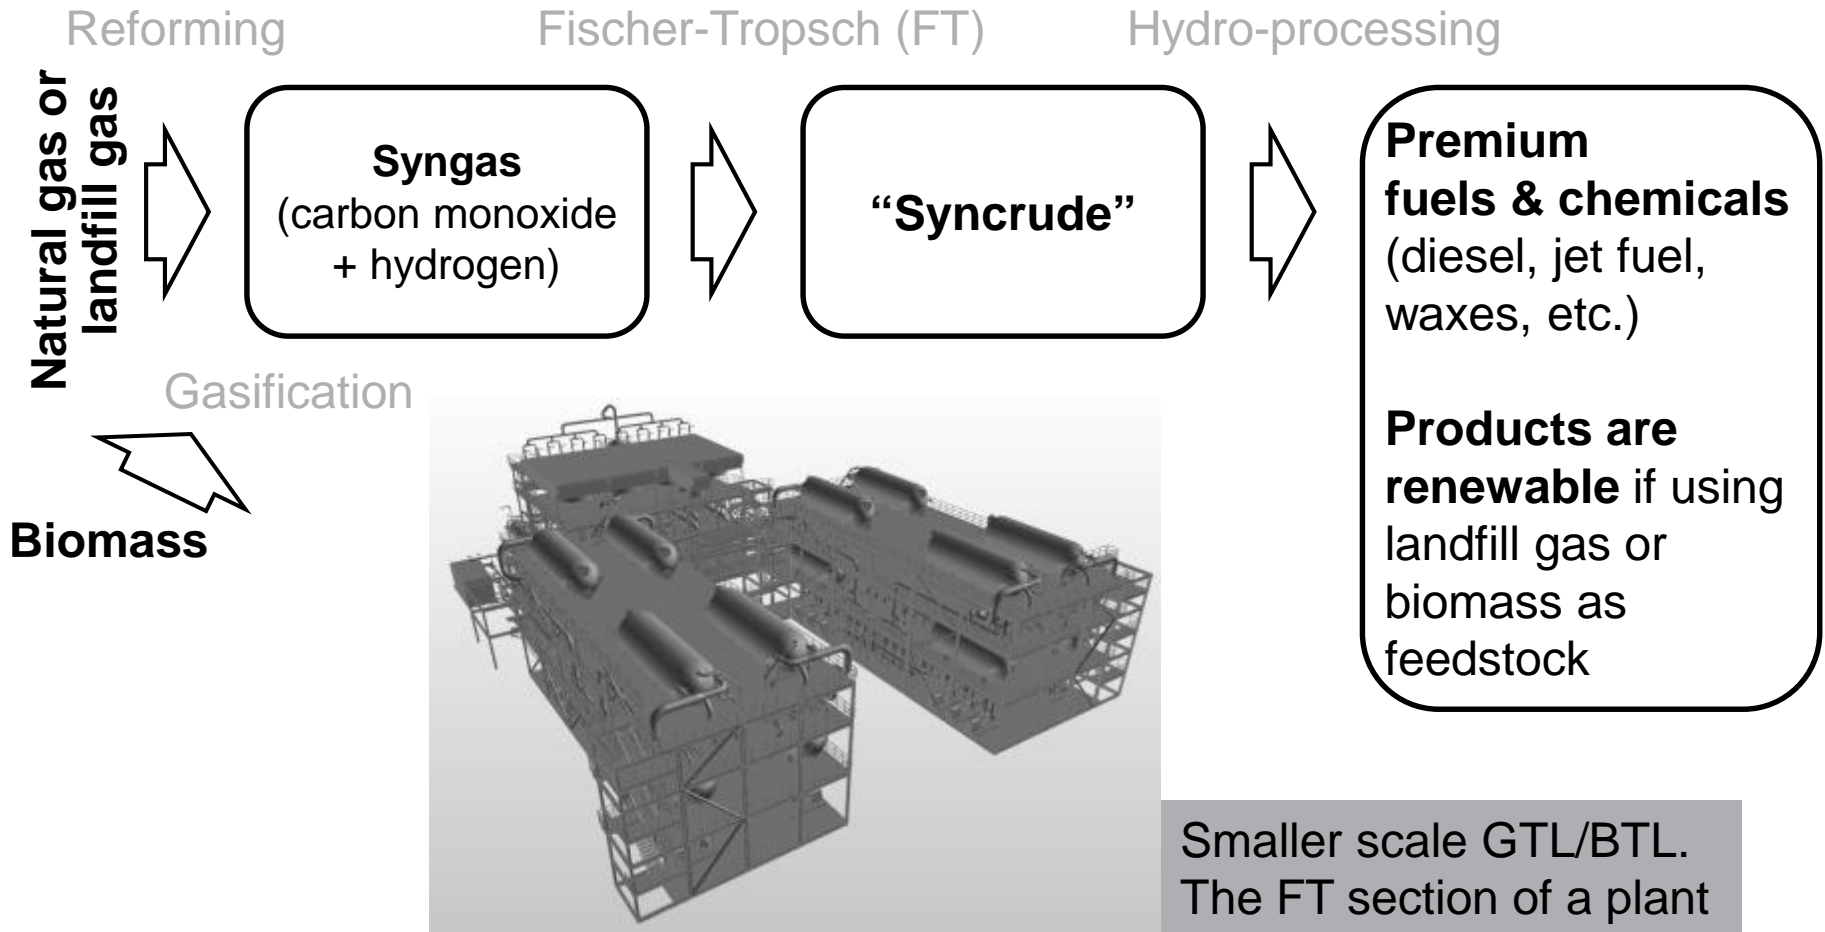 Reforming
Fischer-Tropsch (FT)
Hydro-processing
Natural gas or
landfill gas
Syngas
(carbon monoxide
+ hydrogen)
“Syncrude”
Premium
fuels & chemicals
(diesel, jet fuel,
waxes, etc.)
Products are
renewable if using
landfill gas or
biomass as
feedstock
Gasification
Biomass
Smaller scale GTL/BTL.
The FT section of a plant